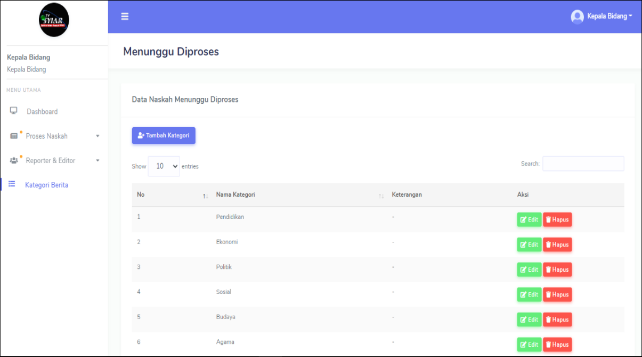 SYIAR
Kepala Bidang
Kepala Bidang
Kepala Bidang
MENU UTAMA
Dashboard
Proses Naskah
Reporter & Editor
Kategori Berita
Menunggu Diproses
Data Naskah Menunggu Diproses
Tambah Kategori
Show 10 entries
Search:
No Nama Kategori Keterangan Aksi
1 Pendidikan - Edit Hapus
2 Ekonomi - Edit Hapus
3 Politik - Edit Hapus
4 Sosial - Edit Hapus
5 Budaya - Edit Hapus
6 Agama - Edit Hapus